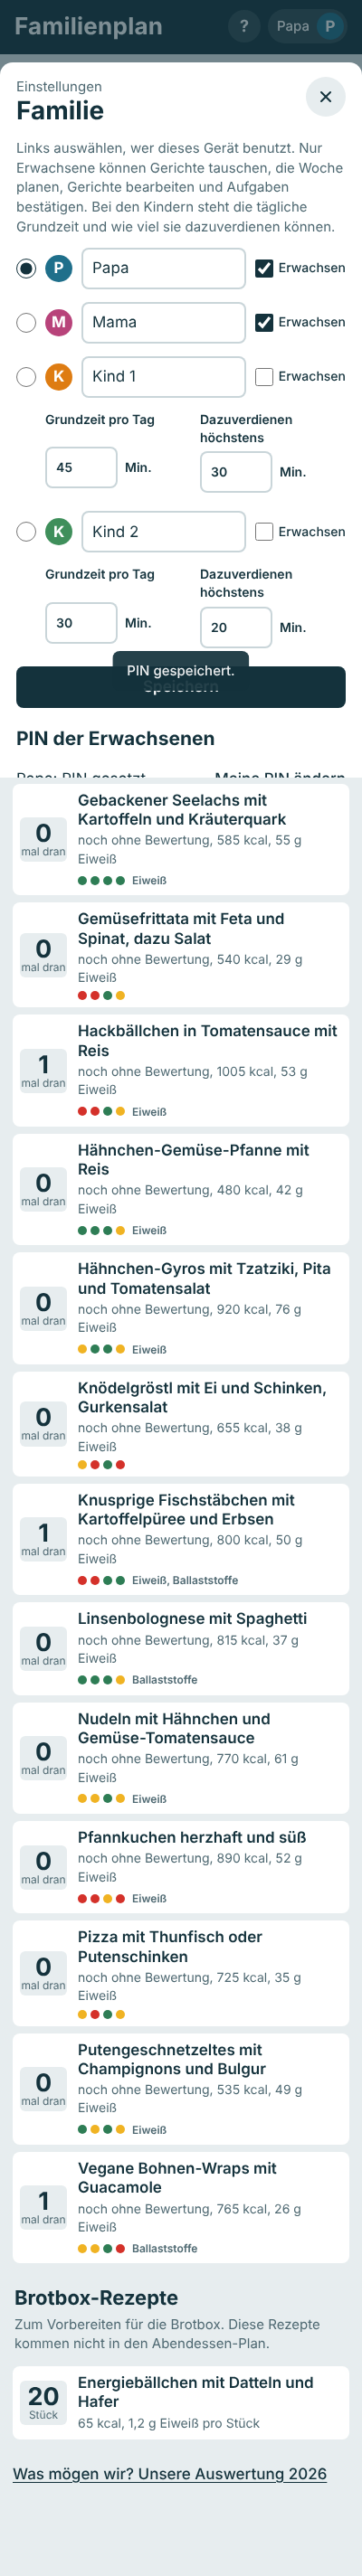 Familienplan
?
Papa
P
Einstellungen
Familie
Links auswählen, wer dieses Gerät benutzt. Nur
Erwachsene können Gerichte tauschen, die Woche
planen, Gerichte bearbeiten und Aufgaben
bestätigen. Bei den Kindern steht die tägliche
Grundzeit und wie viel sie dazuverdienen können.
P
Papa
Erwachsen
M
Mama
Erwachsen
K
Kind 1
Erwachsen
Grundzeit pro Tag
Dazuverdienen
höchstens
45
Min.
30
Min.
K
Kind 2
Erwachsen
Grundzeit pro Tag
Dazuverdienen
höchstens
30
Min.
20
Min.
PIN gespeichert.
Speichern
PIN der Erwachsenen
Papa: PIN gesetzt
Meine PIN ändern
0
mal dran
Gebackener Seelachs mit
Kartoffeln und Kräuterquark
noch ohne Bewertung, 585 kcal, 55 g
Eiweiß
Eiweiß
0
mal dran
Gemüsefrittata mit Feta und
Spinat, dazu Salat
noch ohne Bewertung, 540 kcal, 29 g
Eiweiß
1
mal dran
Hackbällchen in Tomatensauce mit
Reis
noch ohne Bewertung, 1005 kcal, 53 g
Eiweiß
Eiweiß
0
mal dran
Hähnchen-Gemüse-Pfanne mit
Reis
noch ohne Bewertung, 480 kcal, 42 g
Eiweiß
Eiweiß
0
mal dran
Hähnchen-Gyros mit Tzatziki, Pita
und Tomatensalat
noch ohne Bewertung, 920 kcal, 76 g
Eiweiß
Eiweiß
0
mal dran
Knödelgröstl mit Ei und Schinken,
Gurkensalat
noch ohne Bewertung, 655 kcal, 38 g
Eiweiß
1
mal dran
Knusprige Fischstäbchen mit
Kartoffelpüree und Erbsen
noch ohne Bewertung, 800 kcal, 50 g
Eiweiß
Eiweiß, Ballaststoffe
0
mal dran
Linsenbolognese mit Spaghetti
noch ohne Bewertung, 815 kcal, 37 g
Eiweiß
Ballaststoffe
0
mal dran
Nudeln mit Hähnchen und
Gemüse-Tomatensauce
noch ohne Bewertung, 770 kcal, 61 g
Eiweiß
Eiweiß
0
mal dran
Pfannkuchen herzhaft und süß
noch ohne Bewertung, 890 kcal, 52 g
Eiweiß
Eiweiß
0
mal dran
Pizza mit Thunfisch oder
Putenschinken
noch ohne Bewertung, 725 kcal, 35 g
Eiweiß
0
mal dran
Putengeschnetzeltes mit
Champignons und Bulgur
noch ohne Bewertung, 535 kcal, 49 g
Eiweiß
Eiweiß
1
mal dran
Vegane Bohnen-Wraps mit
Guacamole
noch ohne Bewertung, 765 kcal, 26 g
Eiweiß
Ballaststoffe
Brotbox-Rezepte
Zum Vorbereiten für die Brotbox. Diese Rezepte
kommen nicht in den Abendessen-Plan.
20
Stück
Energiebällchen mit Datteln und
Hafer
65 kcal, 1,2 g Eiweiß pro Stück
Was mögen wir? Unsere Auswertung 2026